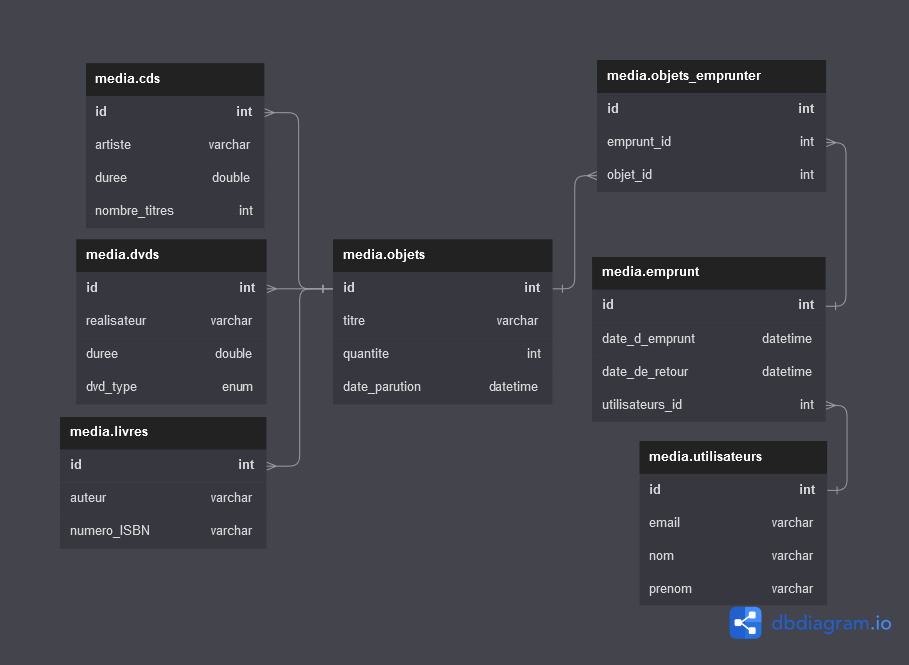 media.cds
id int
artiste varchar
duree double
nombre_titres int
media.dvds
id int
realisateur varchar
duree double
dvd_type enum
media.livres
id int
auteur varchar
numero_ISBN varchar
media.objets
id int
titre varchar
quantite int
date_parution datetime
media.objets_emprunter
id int
emprunt_id int
objet_id int
media.emprunt
id int
date_d_emprunt datetime
date_de_retour datetime
utilisateurs_id int
media.utilisateurs
id int
email varchar
nom varchar
prenom varchar
dbdiagram.io